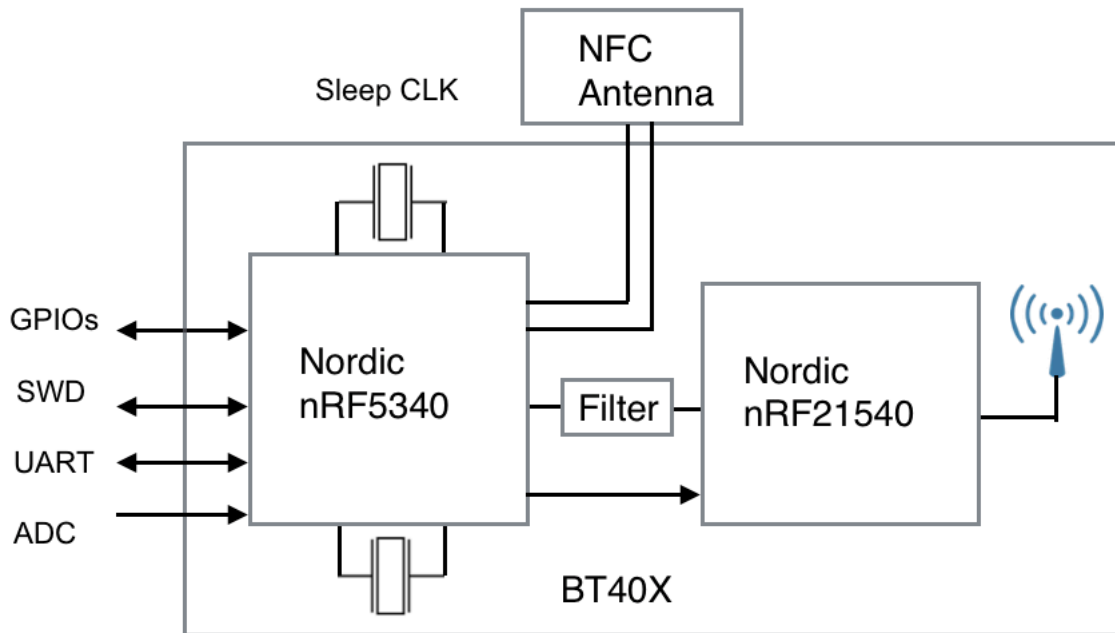 NFC
Antenna
Sleep CLK
GPIOs
SWD
UART
ADC
Nordic
nRF5340
Filter
Nordic
nRF21540
BT40X